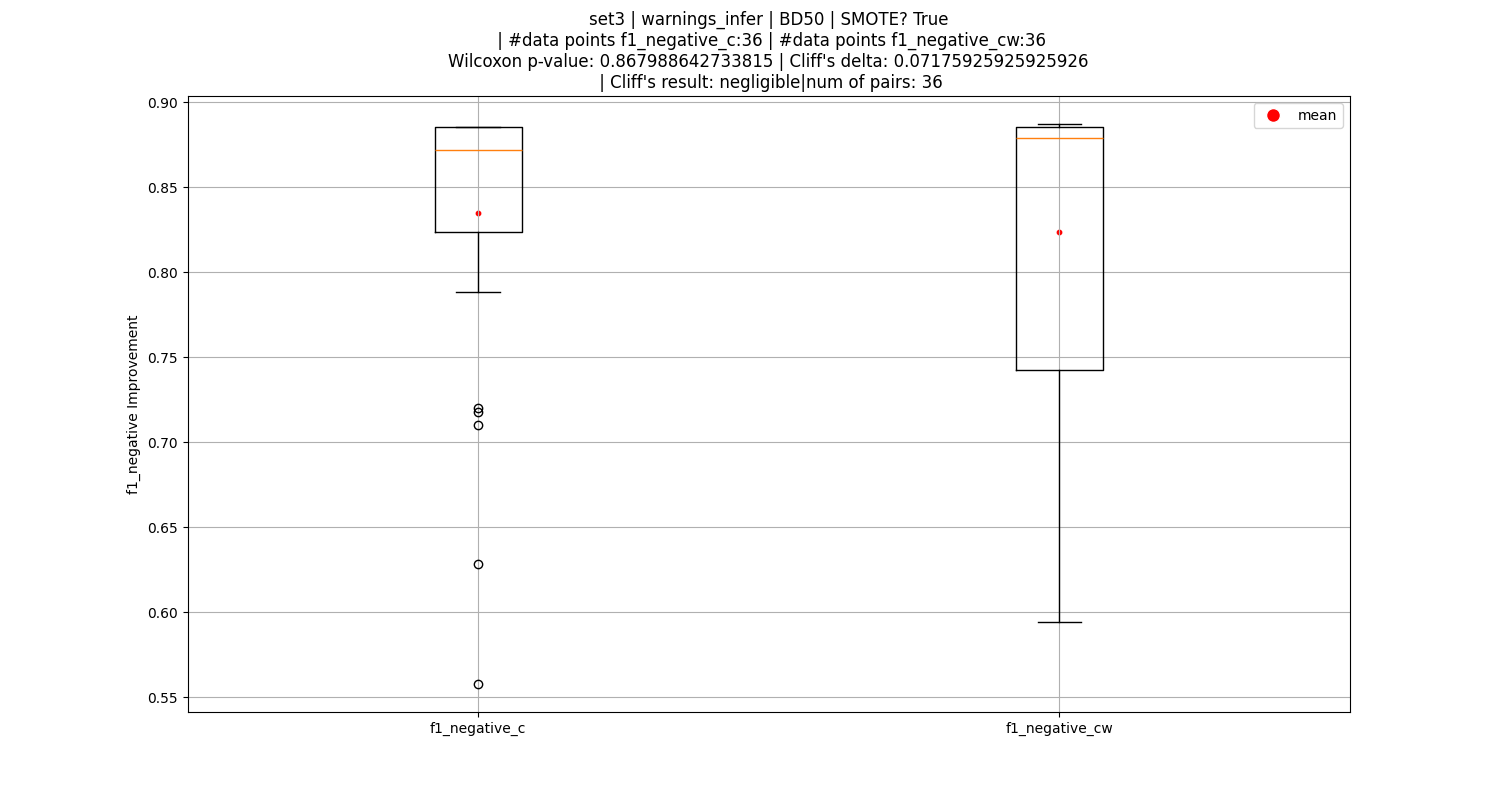 set3 | warnings_infer | BD50 | SMOTE? True
| #data points f1_negative_c:36 | #data points f1_negative_cw:36
Wilcoxon p-value: 0.867988642733815 | Cliff's delta: 0.07175925925925926
| Cliff's result: negligible|num of pairs: 36
0.90
0.85
0.80
0.75
0.70
0.65
0.60
0.55
f1_negative Improvement
mean
f1_negative_c
f1_negative_cw